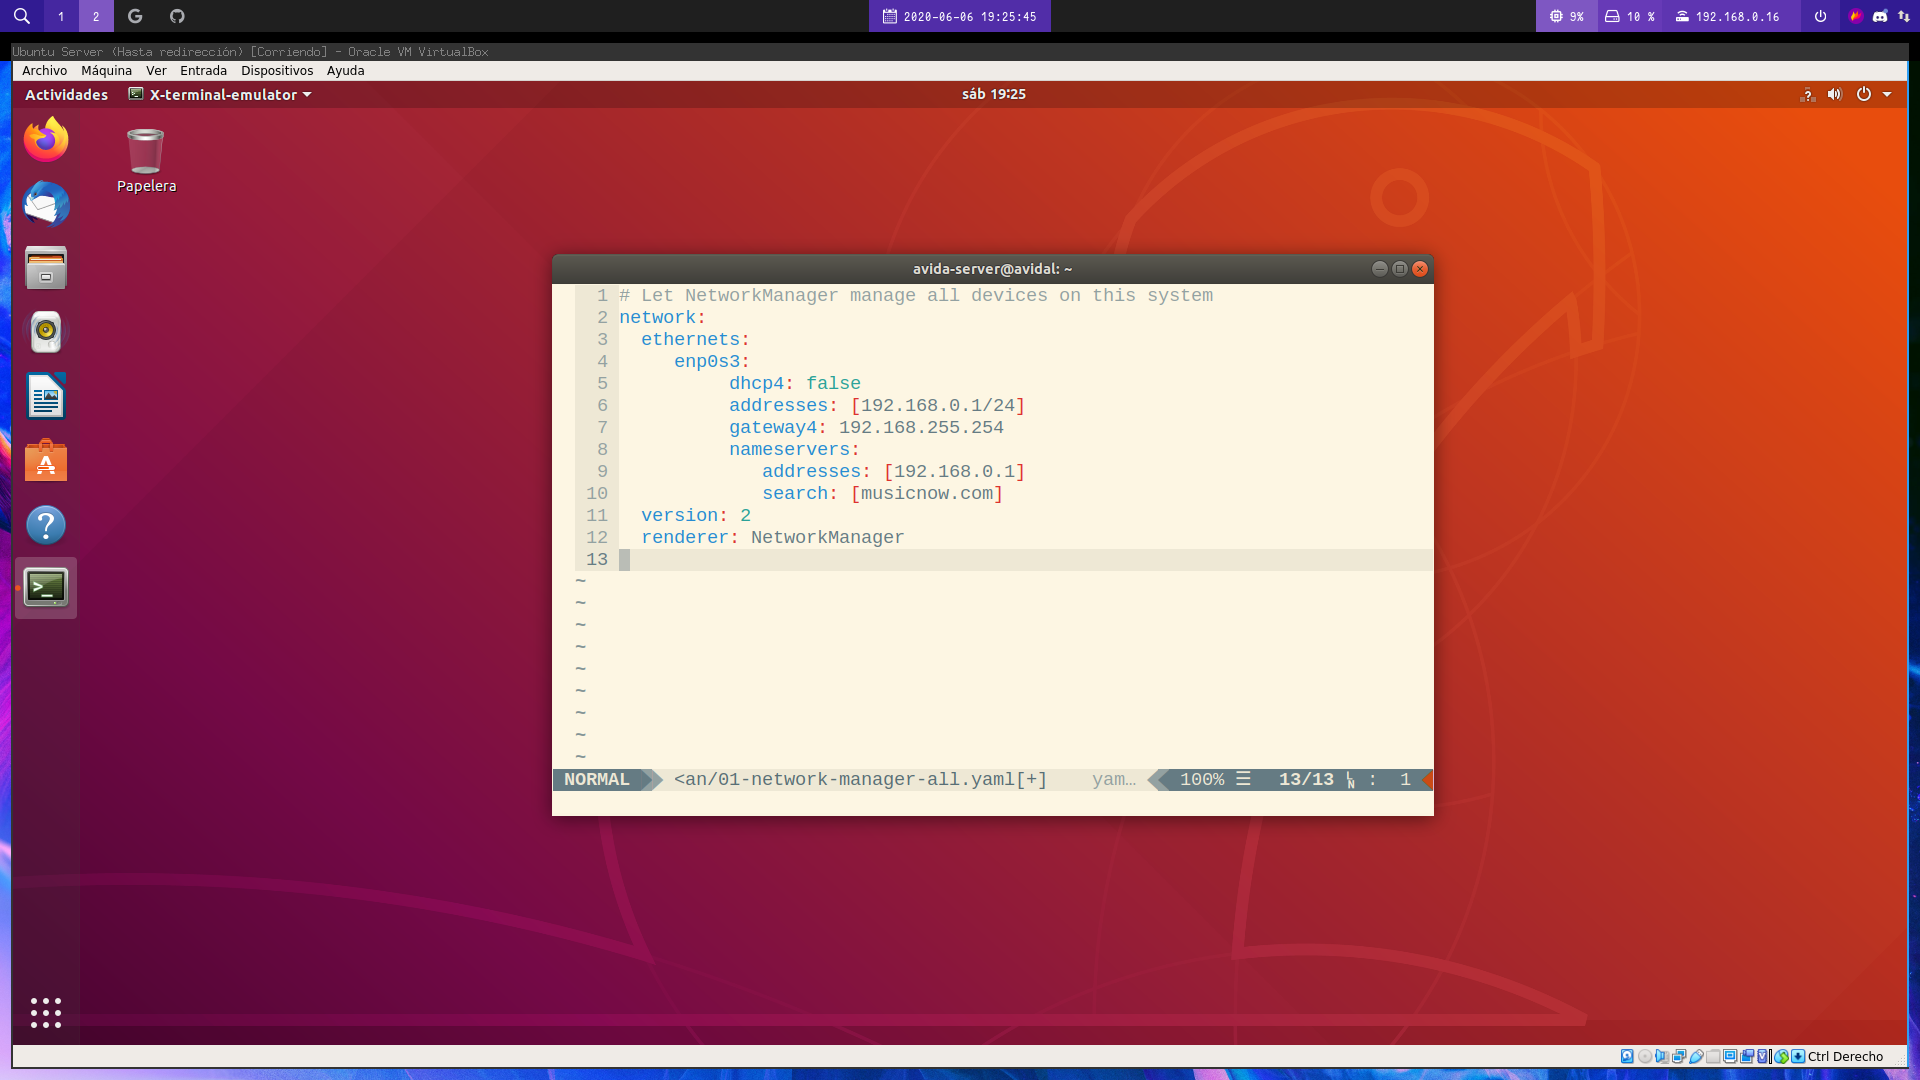 1 2 2020-06-06 19:25:45 9% 10 % 192.168.0.16
Ubuntu Server (Hasta redirección) [Corriendo] - Oracle VM VirtualBox
Archivo Máquina Ver Entrada Dispositivos Ayuda
Actividades X-terminal-emulator sáb 19:25
Papelera
avida-server@avidal: ~
1 # Let NetworkManager manage all devices on this system
2 network:
3   ethernets:
4      enp0s3:
5           dhcp4: false
6           addresses: [192.168.0.1/24]
7           gateway4: 192.168.255.254
8           nameservers:
9              addresses: [192.168.0.1]
10              search: [musicnow.com]
11   version: 2
12   renderer: NetworkManager
13
~
~
~
~
~
~
~
~
~
NORMAL <an/01-network-manager-all.yaml[+] yam… 100% ☰ 13/13 ㏑ : 1
Ctrl Derecho